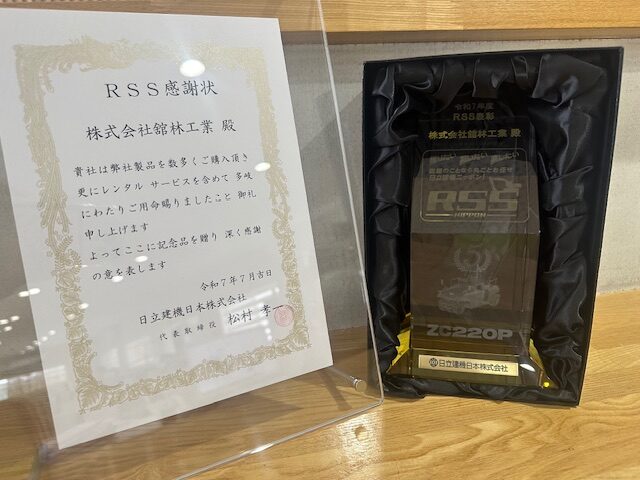 RSS感謝状
株式会社舘林工業 殿
貴社は弊社製品を数多くご購入頂き
更にレンタル サービスを含めて 多岐
にわたりご用命賜りましたこと 御礼
申し上げます
よってここに記念品を贈り 深く感謝
の意を表します
令和7年7月吉日
日立建機日本株式会社
代表取締役 松村 孝一
令和7年度
RSS表彰
株式会社舘林工業 殿
RSS
NIPPON
ZC220P
日立建機日本株式会社